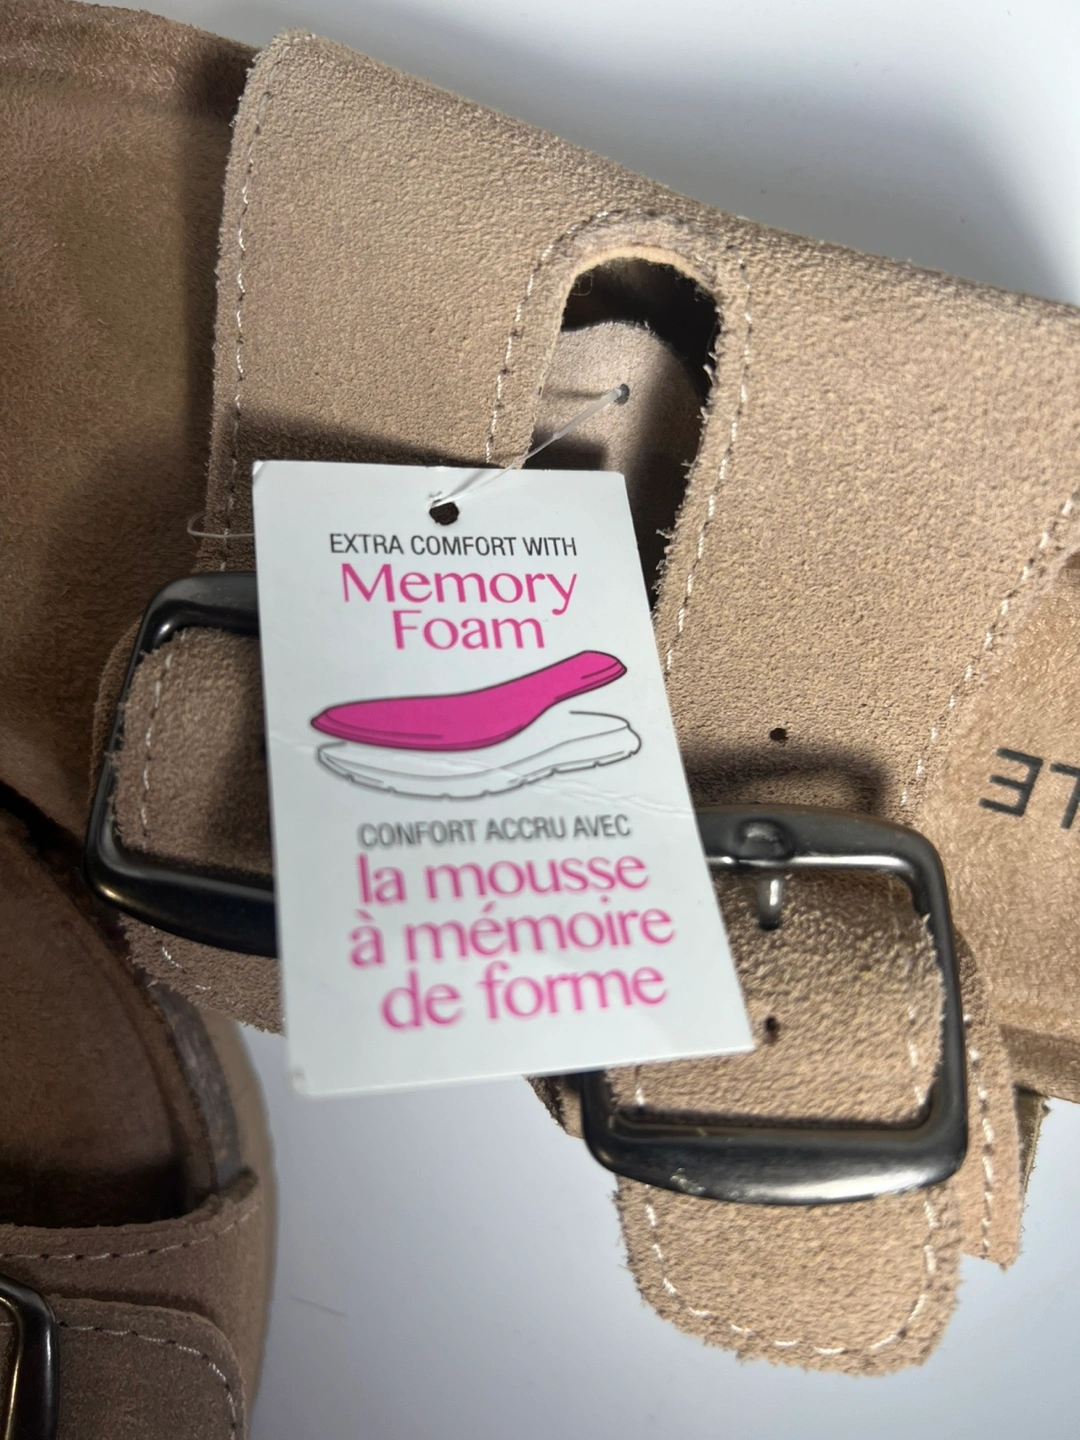 EXTRA COMFORT WITH
Memory
Foam
CONFORT ACCRU AVEC
la mousse
à mémoire
de forme